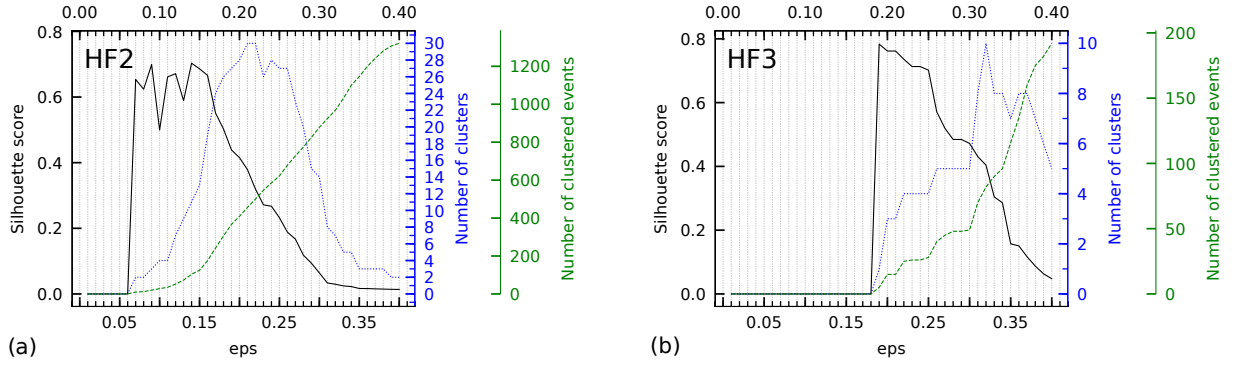 0.00 0.10 0.20 0.30 0.40
HF2
0.8
0.6
0.4
0.2
0.0
Silhouette score
0.05 0.15 0.25 0.35
eps
(a)
30
28
26
24
22
20
18
16
14
12
10
8
6
4
2
0
Number of clusters
1200
1000
800
600
400
200
0
Number of clustered events
0.00 0.10 0.20 0.30 0.40
HF3
0.8
0.6
0.4
0.2
0.0
Silhouette score
0.05 0.15 0.25 0.35
eps
(b)
10
8
6
4
2
0
Number of clusters
200
150
100
50
0
Number of clustered events